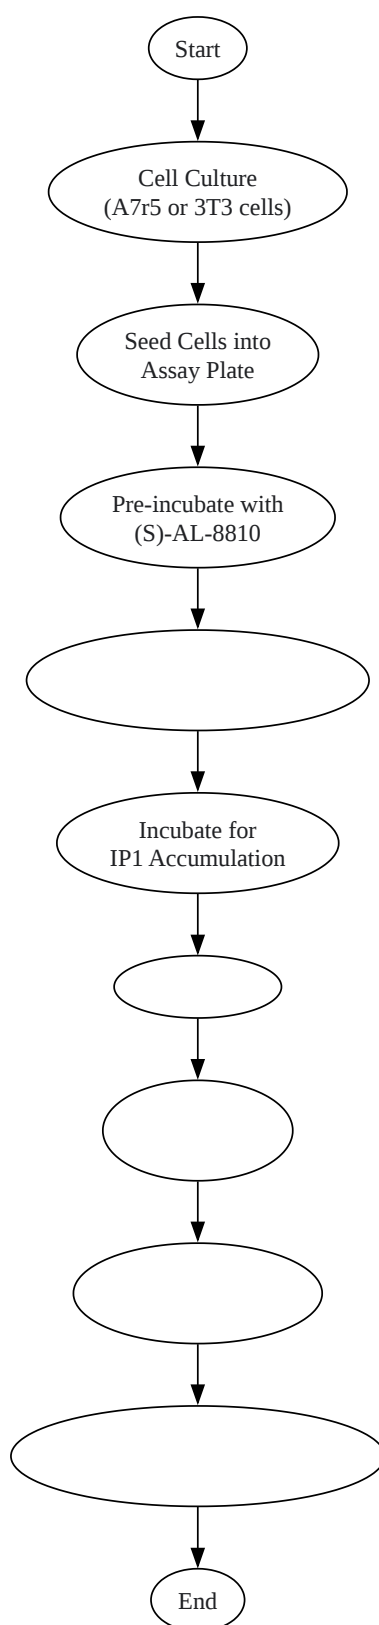 Start
Cell Culture
(A7r5 or 3T3 cells)
Seed Cells into
Assay Plate
Pre-incubate with
(S)-AL-8810
Incubate for
IP1 Accumulation
End